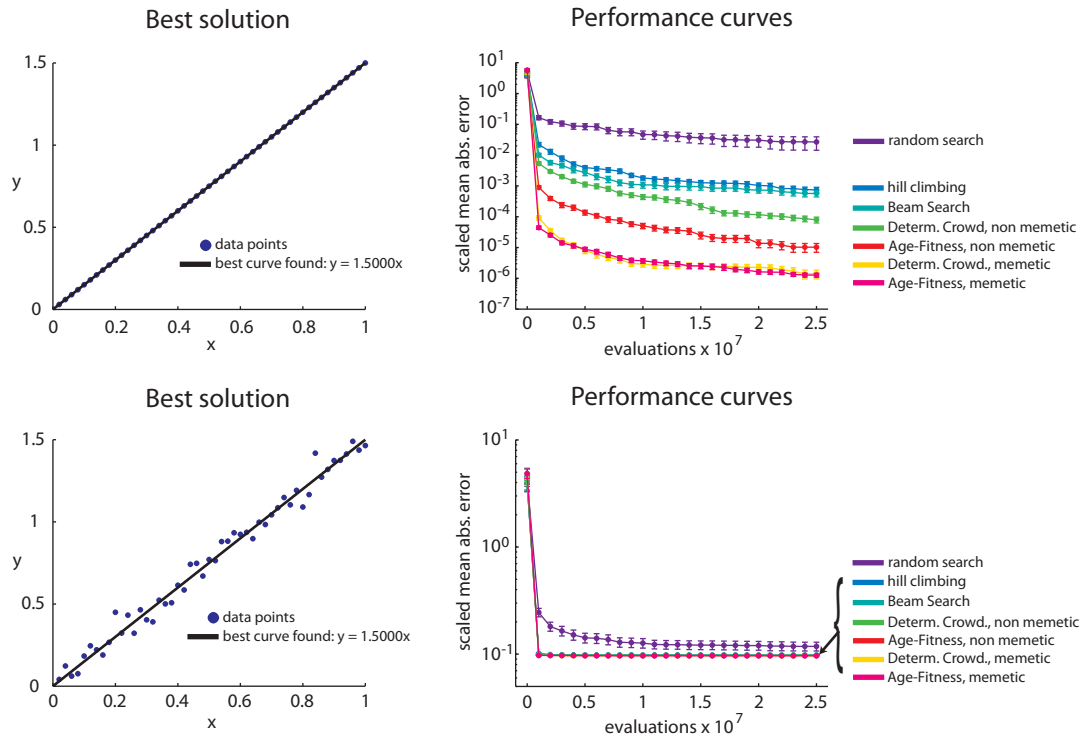 Best solution
1.5
1
y
0.5
0
0
0.2
0.4
0.6
0.8
1
x
data points
best curve found: y = 1.5000x
Performance curves
10^1
10^0
10^-1
10^-2
10^-3
10^-4
10^-5
10^-6
10^-7
scaled mean abs. error
0
0.5
1
1.5
2
2.5
evaluations x 10^7
random search
hill climbing
Beam Search
Determ. Crowd, non memetic
Age-Fitness, non memetic
Determ. Crowd., memetic
Age-Fitness, memetic
Best solution
1.5
1
y
0.5
0
0
0.2
0.4
0.6
0.8
1
x
data points
best curve found: y = 1.5000x
Performance curves
10^1
10^0
10^-1
scaled mean abs. error
0
0.5
1
1.5
2
2.5
evaluations x 10^7
random search
hill climbing
Beam Search
Determ. Crowd., non memetic
Age-Fitness, non memetic
Determ. Crowd., memetic
Age-Fitness, memetic